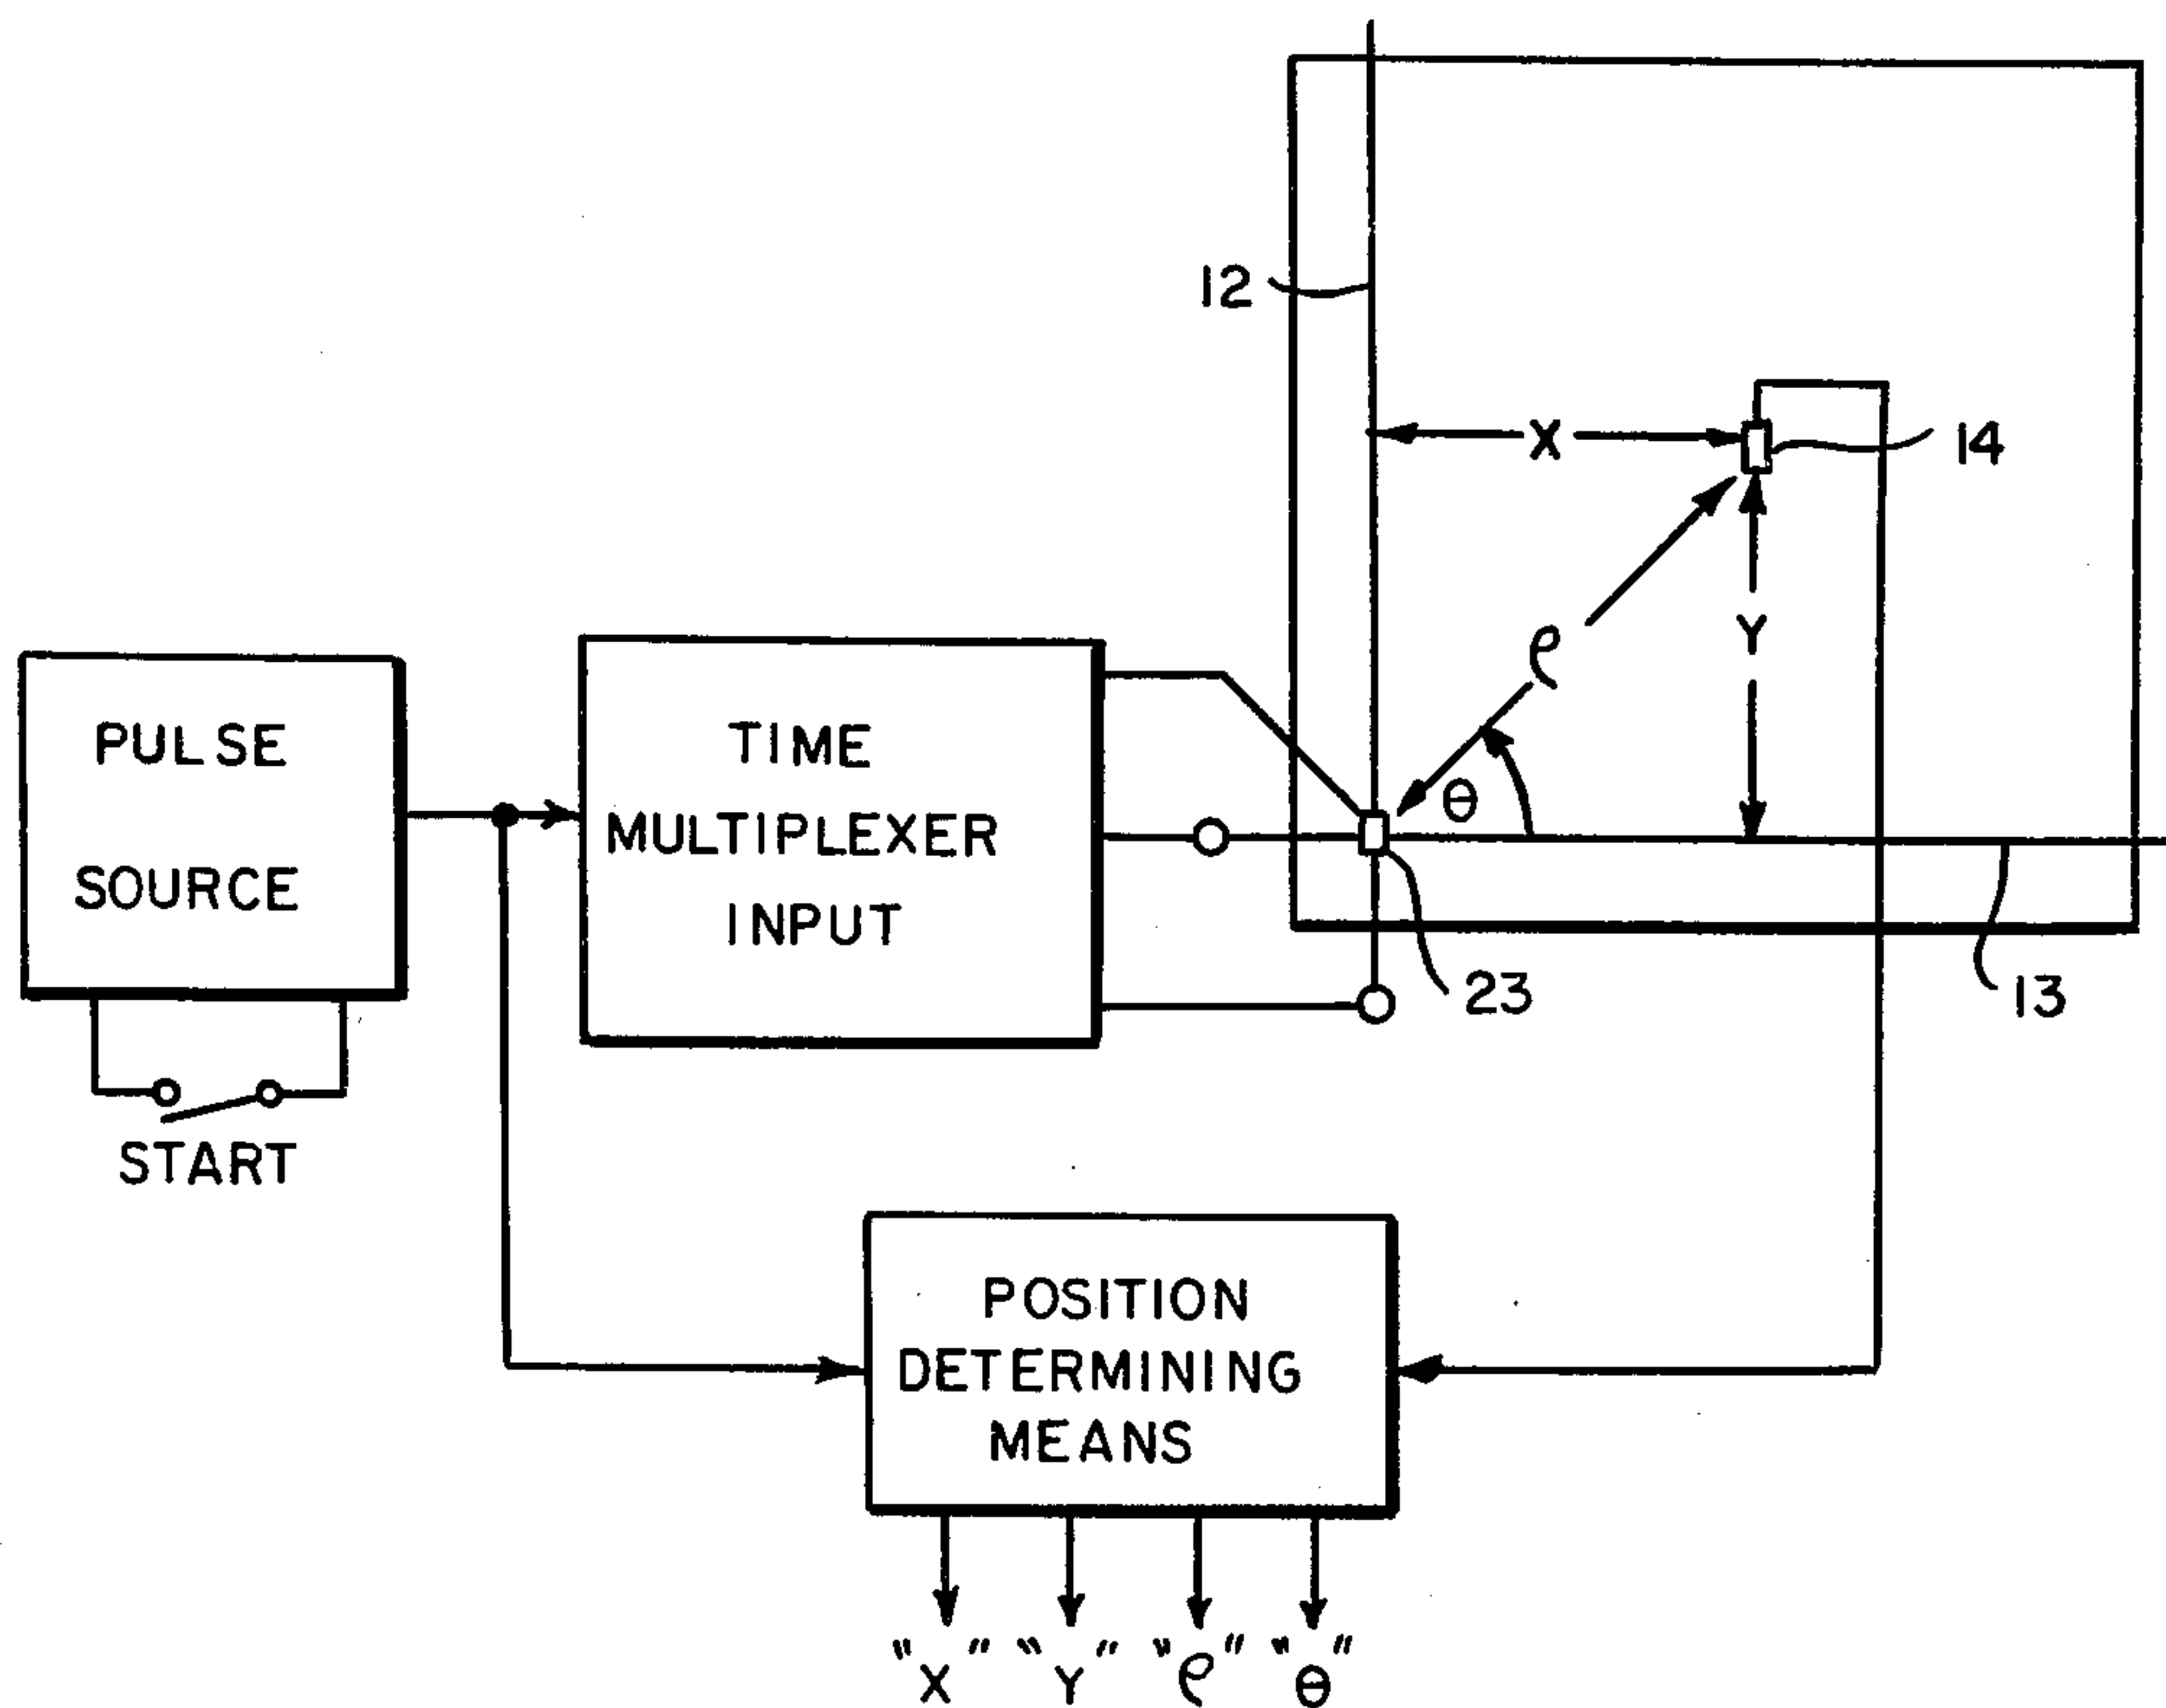 12
X
14
ρ
Y
θ
PULSE
SOURCE
TIME
MULTIPLEXER
INPUT
23
13
START
POSITION
DETERMINING
MEANS
"X" "Y" "ρ" "θ"